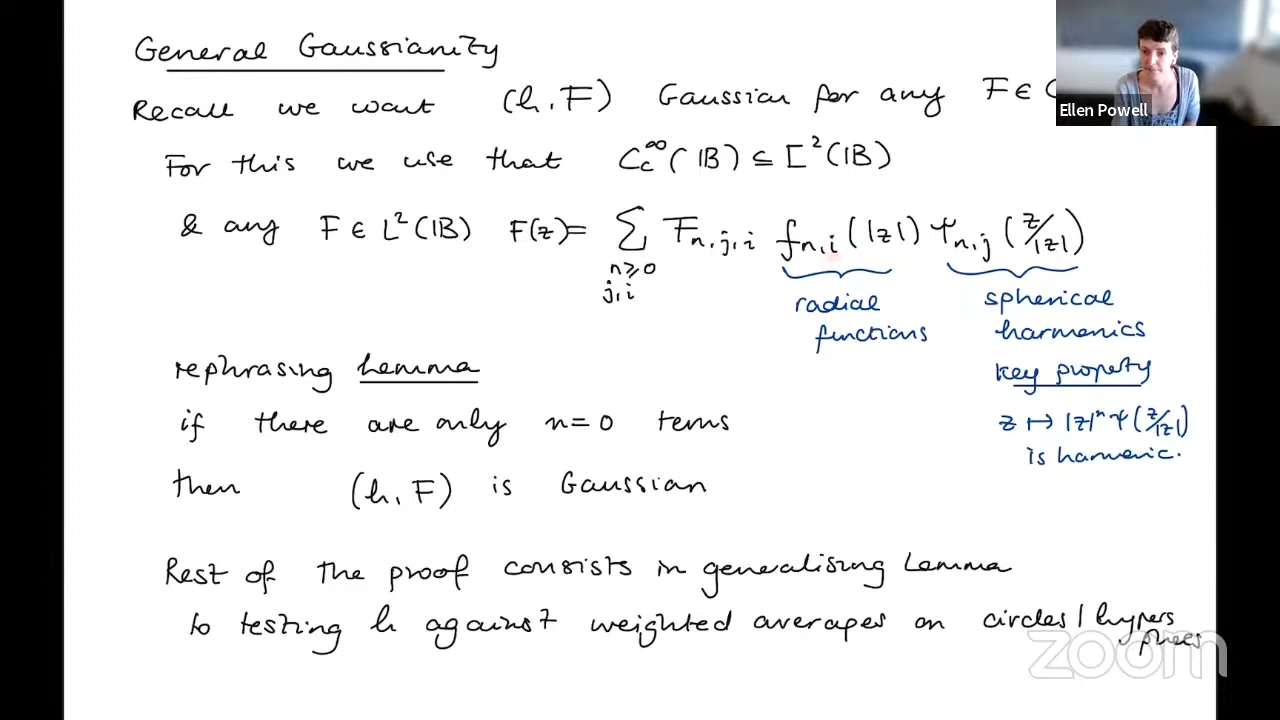 General Gaussianity
Recall we want (h, F) Gaussian for any F ∈ C
Ellen Powell
For this we use that C_c^∞(𝔹) ⊆ L²(𝔹)
& any F ∈ L²(𝔹) F(z) = ∑_{n≥0 j,i} F_{n,j,i} f_{n,i}(|z|) Ψ_{n,j}(z/|z|)
radial functions
spherical harmonics
key property
z ↦ |z|ⁿ Ψ(z/|z|)
is harmonic.
rephrasing Lemma
if there are only n=0 terms
then (h, F) is Gaussian
Rest of the proof consists in generalising Lemma
to testing h against weighted averages on circles/hyperspheres
zoom